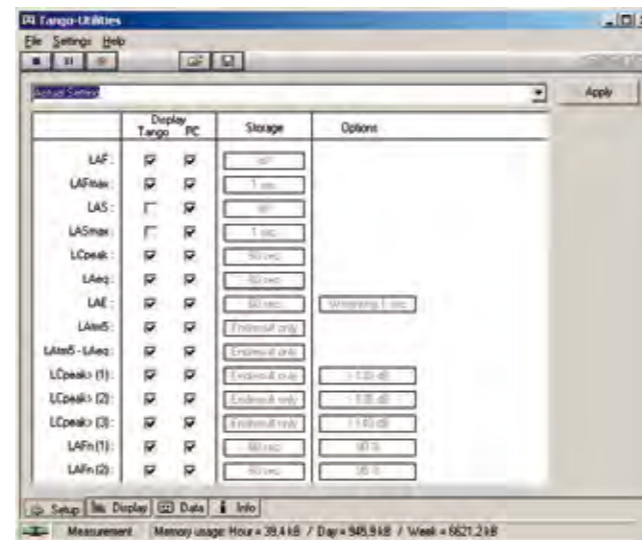 Tango-Utilities
File Settings Help
Actual Setting Apply
Display
Tango PC Storage Options
LAF :
LAFmax : 1 sec
LAS :
LASmax : 1 sec
LCpeak : 60 sec
LAeq : 60 sec
LAE : 60 sec Weighting 1 sec
LAtm5 : Endresult only
LAtm5 - LAeq : Endresult only
LCpeak> (1) : Endresult only
LCpeak> (2) : Endresult only
LCpeak> (3) : Endresult only
LAFn (1) : 60 sec
LAFn (2) : 60 sec
Setup Display Data Info
Measurement Memory usage: Hour = 39,4 kB / Day = 945,9 kB / Week = 6621,2 kB